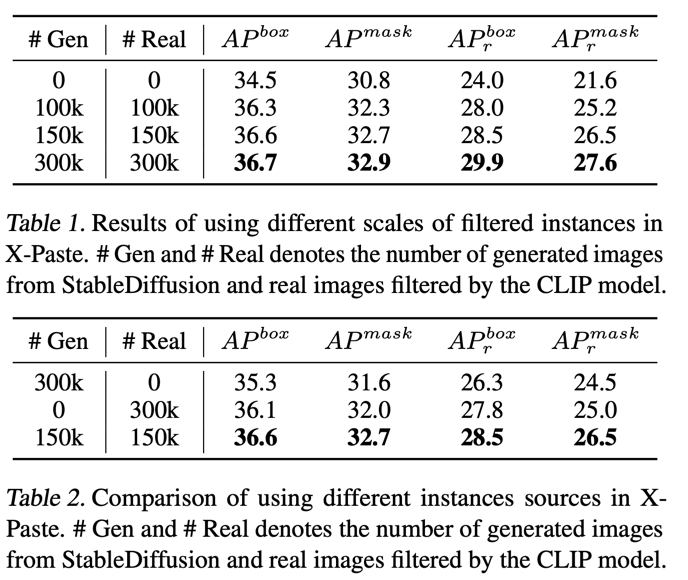 # Gen # Real AP^box AP^mask AP_r^box AP_r^mask
0 0 34.5 30.8 24.0 21.6
100k 100k 36.3 32.3 28.0 25.2
150k 150k 36.6 32.7 28.5 26.5
300k 300k 36.7 32.9 29.9 27.6
Table 1. Results of using different scales of filtered instances in
X-Paste. # Gen and # Real denotes the number of generated images
from StableDiffusion and real images filtered by the CLIP model.
# Gen # Real AP^box AP^mask AP_r^box AP_r^mask
300k 0 35.3 31.6 26.3 24.5
0 300k 36.1 32.0 27.8 25.0
150k 150k 36.6 32.7 28.5 26.5
Table 2. Comparison of using different instances sources in X-
Paste. # Gen and # Real denotes the number of generated images
from StableDiffusion and real images filtered by the CLIP model.